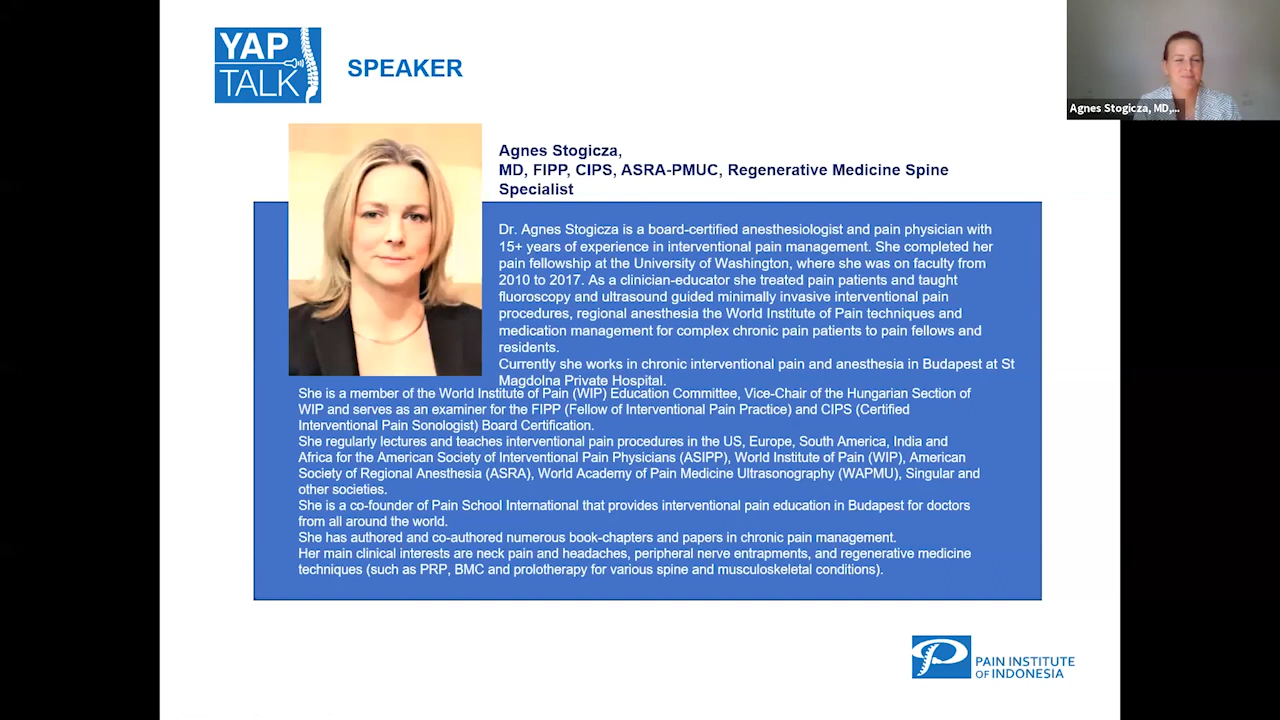 YAP
TALK
SPEAKER
Agnes Stogicza, MD,...
Agnes Stogicza,
MD, FIPP, CIPS, ASRA-PMUC, Regenerative Medicine Spine
Specialist
Dr. Agnes Stogicza is a board-certified anesthesiologist and pain physician with
15+ years of experience in interventional pain management. She completed her
pain fellowship at the University of Washington, where she was on faculty from
2010 to 2017. As a clinician-educator she treated pain patients and taught
fluoroscopy and ultrasound guided minimally invasive interventional pain
procedures, regional anesthesia the World Institute of Pain techniques and
medication management for complex chronic pain patients to pain fellows and
residents.
Currently she works in chronic interventional pain and anesthesia in Budapest at St
Magdolna Private Hospital.
She is a member of the World Institute of Pain (WIP) Education Committee, Vice-Chair of the Hungarian Section of
WIP and serves as an examiner for the FIPP (Fellow of Interventional Pain Practice) and CIPS (Certified
Interventional Pain Sonologist) Board Certification.
She regularly lectures and teaches interventional pain procedures in the US, Europe, South America, India and
Africa for the American Society of Interventional Pain Physicians (ASIPP), World Institute of Pain (WIP), American
Society of Regional Anesthesia (ASRA), World Academy of Pain Medicine Ultrasonography (WAPMU), Singular and
other societies.
She is a co-founder of Pain School International that provides interventional pain education in Budapest for doctors
from all around the world.
She has authored and co-authored numerous book-chapters and papers in chronic pain management.
Her main clinical interests are neck pain and headaches, peripheral nerve entrapments, and regenerative medicine
techniques (such as PRP, BMC and prolotherapy for various spine and musculoskeletal conditions).
PAIN INSTITUTE
OF INDONESIA